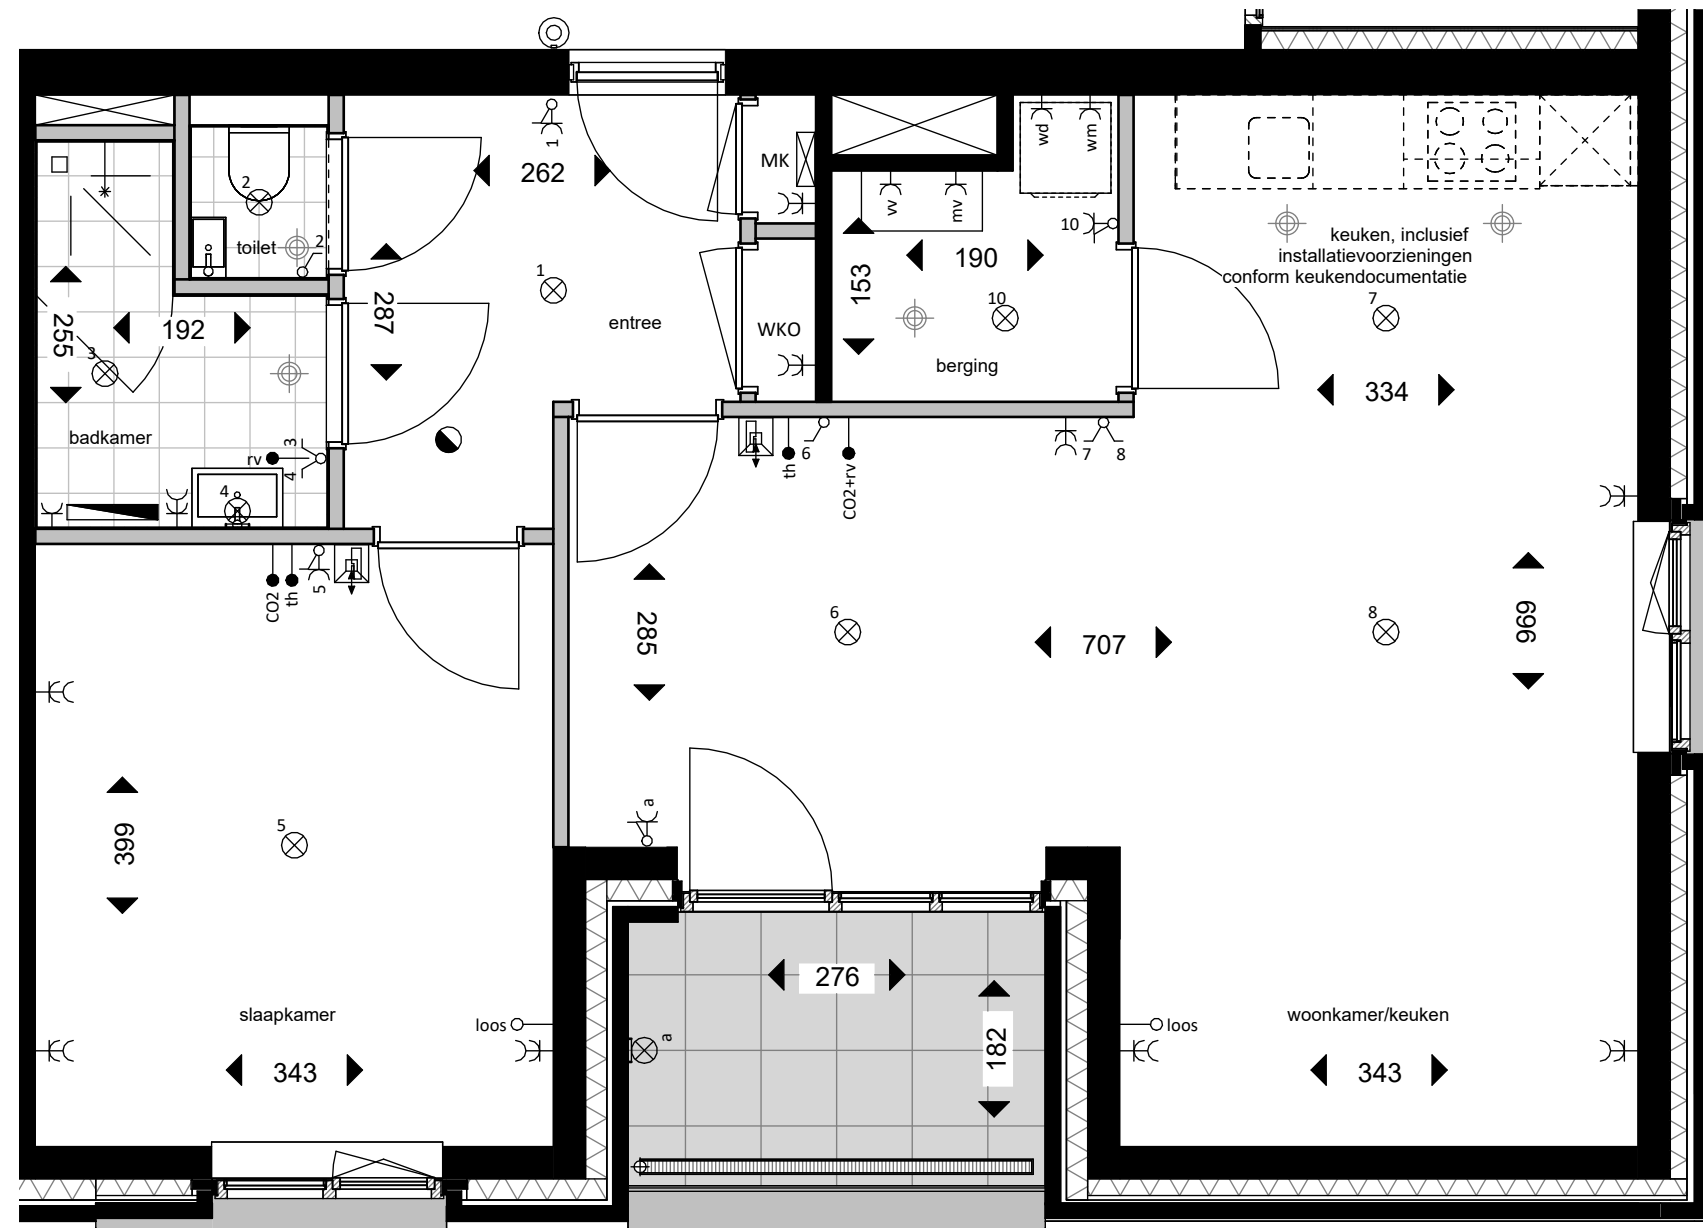 1
262
MK
wd
wm
2
toilet
2
vv
mv
10
190
153
keuken, inclusief
installatievoorzieningen
conform keukendocumentatie
1
287
10
7
255
192
3
entree
WKO
berging
334
badkamer
rv
3
4
4
th
6
CO2+rv
7
8
CO2
th
5
285
6
707
8
696
a
399
5
276
182
slaapkamer
loos
a
loos
woonkamer/keuken
343
343